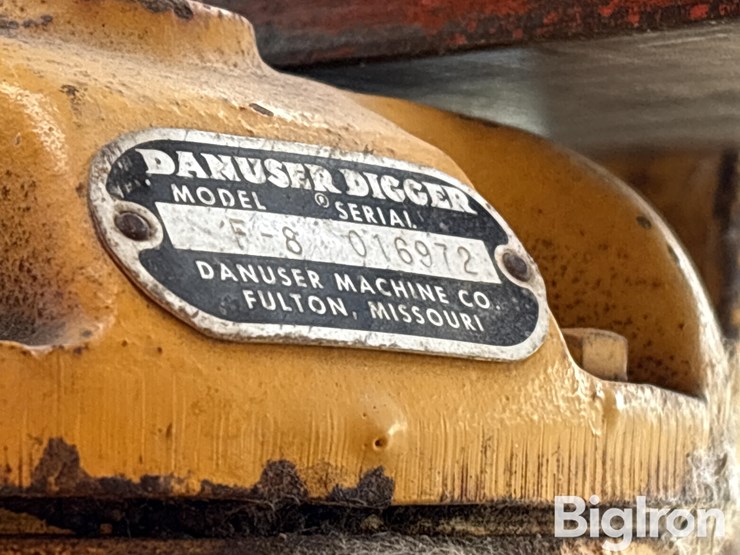 DANUSER DIGGER
MODEL ® SERIAL
F-8 016972
DANUSER MACHINE CO.
FULTON, MISSOURI
BigIron